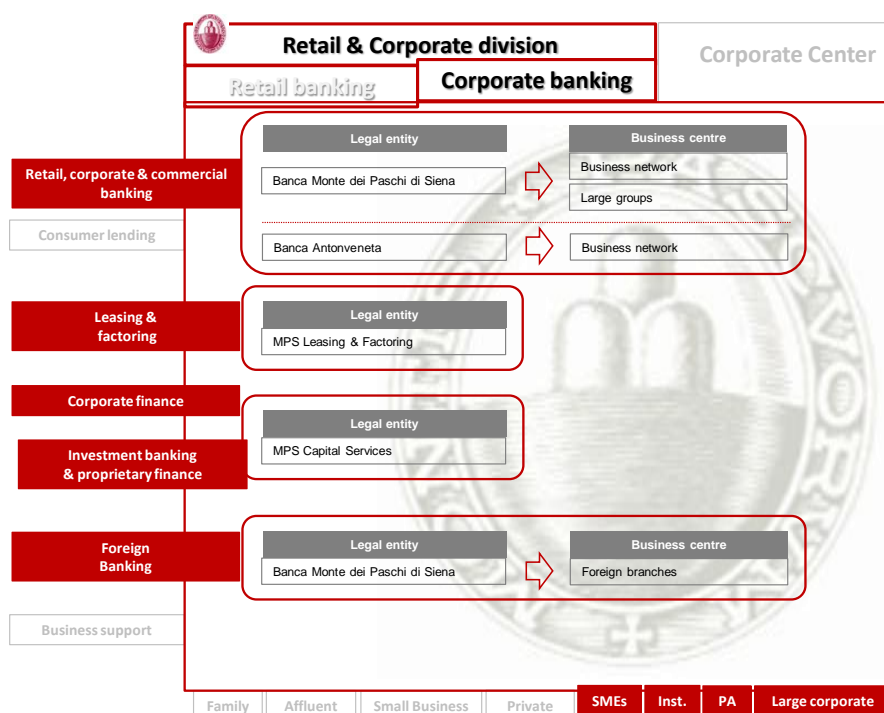 Retail & Corporate division
Corporate Center
Retail banking
Corporate banking
Legal entity
Business centre
Retail, corporate & commercial
banking
Banca Monte dei Paschi di Siena
Business network
Large groups
Consumer lending
Banca Antonveneta
Business network
Leasing &
factoring
Legal entity
MPS Leasing & Factoring
Corporate finance
Legal entity
Investment banking
& proprietary finance
MPS Capital Services
Foreign
Banking
Legal entity
Business centre
Banca Monte dei Paschi di Siena
Foreign branches
Business support
Family
Affluent
Small Business
Private
SMEs
Inst.
PA
Large corporate